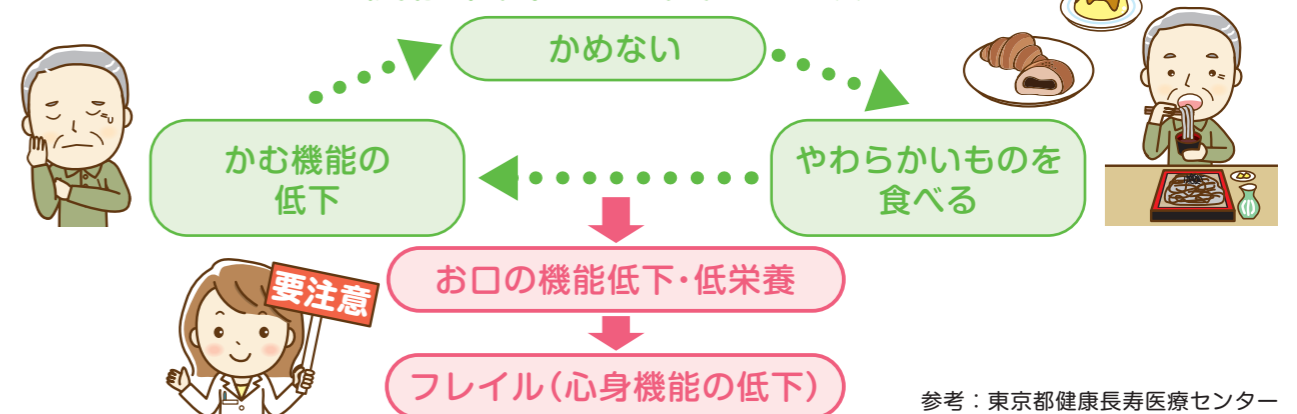 かめない
かむ機能の
低下
やわらかいものを
食べる
お口の機能低下・低栄養
要注意
フレイル（心身機能の低下）
参考：東京都健康長寿医療センター